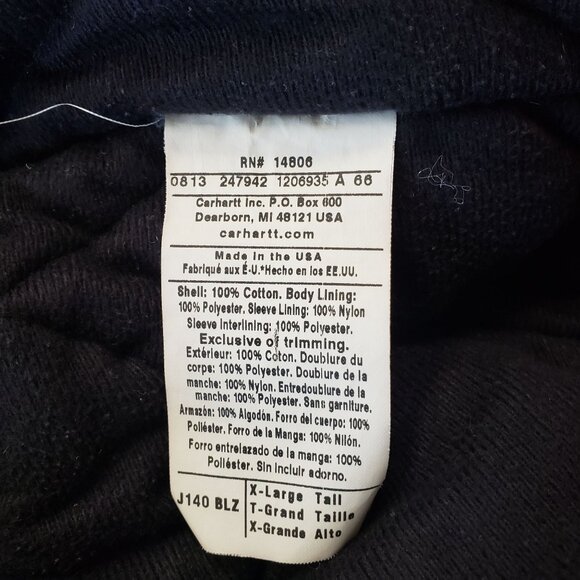 RN# 14806
0813 247942 1206935 A 66
Carhartt Inc. P.O. Box 600
Dearborn, MI 48121 USA
carhartt.com
Made in the USA
Fabriqué aux É-U.*Hecho en los EE.UU.
Shell: 100% Cotton. Body Lining:
100% Polyester. Sleeve Lining: 100% Nylon
Sleeve Interlining: 100% Polyester.
Exclusive of trimming.
Extérieur: 100% Coton. Doublure du
corps: 100% Polyester. Doublure de la
manche: 100% Nylon. Entredoublure de la
manche: 100% Polyester. Sans garniture.
Armazón: 100% Algodón. Forro del cuerpo: 100%
Poliéster. Forro de la Manga: 100% Nilón.
Forro entrelazado de la manga: 100%
Poliéster. Sin incluir adorno.
J140 BLZ
X-Large Tall
T-Grand Taille
X-Grande Alto